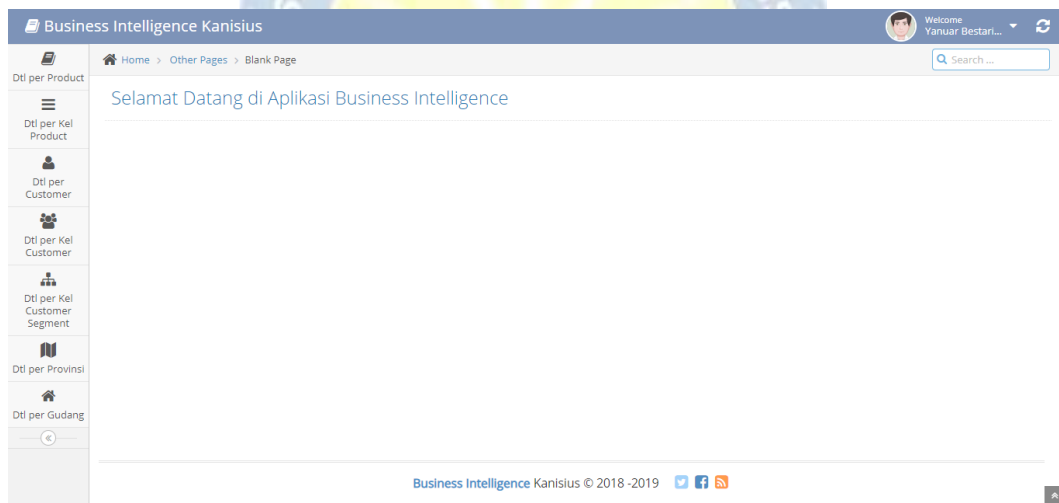 Business Intelligence Kanisius
Welcome
Yanuar Bestari...
Home > Other Pages > Blank Page
Search ...
Dtl per Product
Dtl per Kel
Product
Dtl per
Customer
Dtl per Kel
Customer
Dtl per Kel
Customer
Segment
Dtl per Provinsi
Dtl per Gudang
Selamat Datang di Aplikasi Business Intelligence
Business Intelligence Kanisius © 2018 -2019